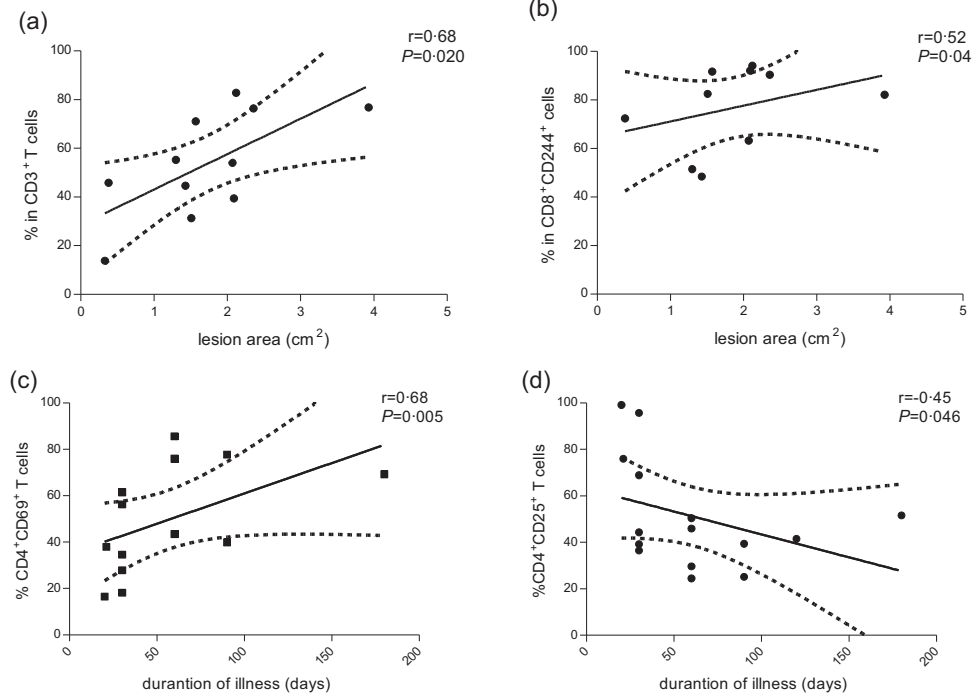 (a)
r=0·68
P=0·020
% in CD3⁺ T cells
100
80
60
40
20
0
0 1 2 3 4 5
lesion area (cm²)
(b)
r=0·52
P=0·04
% in CD8⁺CD244⁺ cells
100
80
60
40
20
0
0 1 2 3 4 5
lesion area (cm²)
(c)
r=0·68
P=0·005
% CD4⁺CD69⁺ T cells
100
80
60
40
20
0
0 50 100 150 200
durantion of illness (days)
(d)
r=-0·45
P=0·046
%CD4⁺CD25⁺ T cells
100
80
60
40
20
0
0 50 100 150 200
durantion of illness (days)